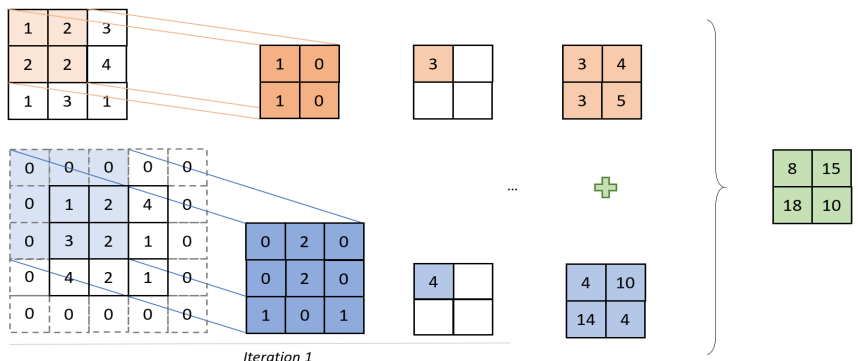 1 2 3
2 2 4
1 3 1
1 0
1 0
3
3 4
3 5
0 0 0 0 0
0 1 2 4 0
0 3 2 1 0
0 4 2 1 0
0 0 0 0 0
0 2 0
0 2 0
1 0 1
4
...
4 10
14 4
8 15
18 10
Iteration 1